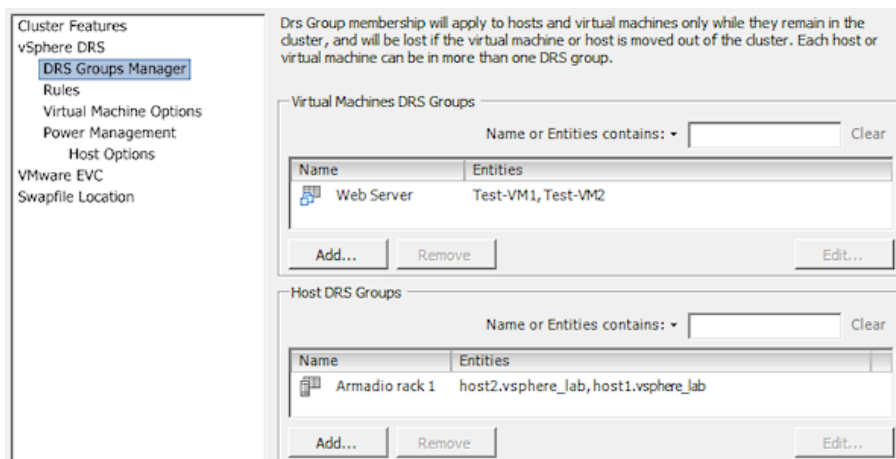 Cluster Features
vSphere DRS
DRS Groups Manager
Rules
Virtual Machine Options
Power Management
Host Options
VMware EVC
Swapfile Location
Drs Group membership will apply to hosts and virtual machines only while they remain in the
cluster, and will be lost if the virtual machine or host is moved out of the cluster. Each host or
virtual machine can be in more than one DRS group.
Virtual Machines DRS Groups
Name or Entities contains: Clear
Name Entities
Web Server Test-VM1, Test-VM2
Add... Remove Edit...
Host DRS Groups
Name or Entities contains: Clear
Name Entities
Armadio rack 1 host2.vsphere_lab, host1.vsphere_lab
Add... Remove Edit...